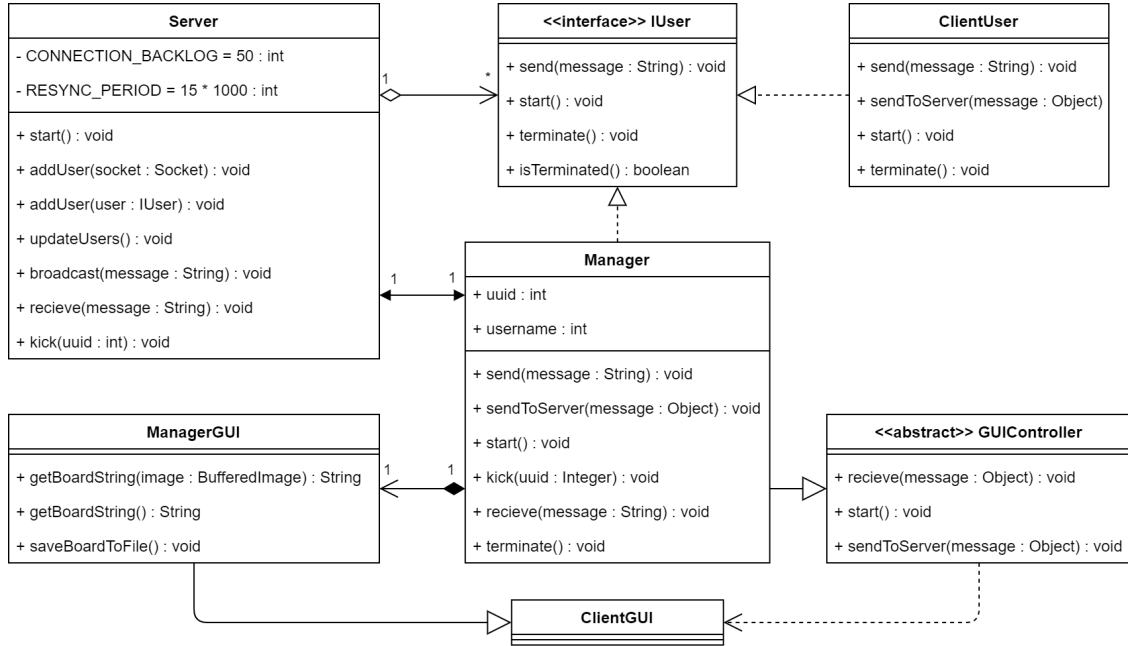 Server
- CONNECTION_BACKLOG = 50 : int
- RESYNC_PERIOD = 15 * 1000 : int
+ start() : void
+ addUser(socket : Socket) : void
+ addUser(user : IUser) : void
+ updateUsers() : void
+ broadcast(message : String) : void
+ recieve(message : String) : void
+ kick(uuid : int) : void
1
*
<<interface>> IUser
+ send(message : String) : void
+ start() : void
+ terminate() : void
+ isTerminated() : boolean
ClientUser
+ send(message : String) : void
+ sendToServer(message : Object)
+ start() : void
+ terminate() : void
1
1
Manager
+ uuid : int
+ username : int
+ send(message : String) : void
+ sendToServer(message : Object) : void
+ start() : void
+ kick(uuid : Integer) : void
+ recieve(message : String) : void
+ terminate() : void
ManagerGUI
+ getBoardString(image : BufferedImage) : String
+ getBoardString() : String
+ saveBoardToFile() : void
1
1
<<abstract>> GUIController
+ recieve(message : Object) : void
+ start() : void
+ sendToServer(message : Object) : void
ClientGUI